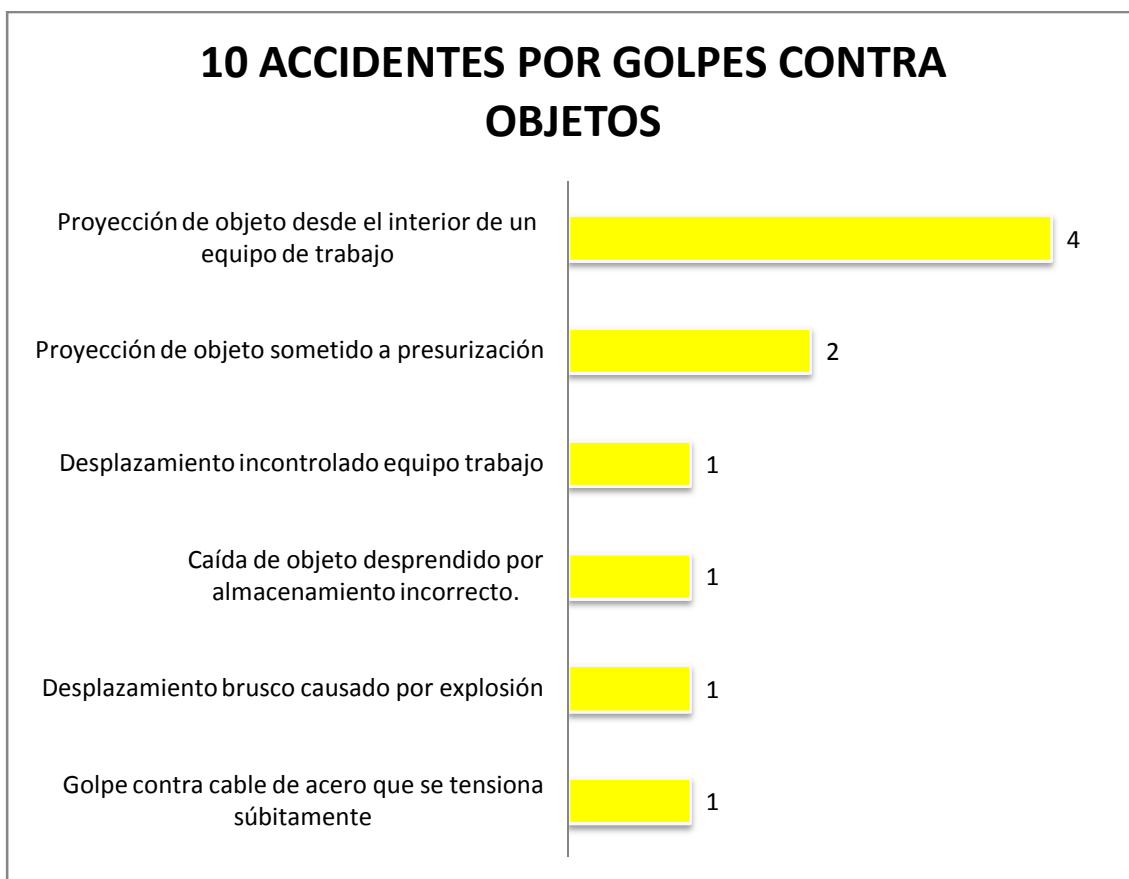 10 ACCIDENTES POR GOLPES CONTRA
OBJETOS
Proyección de objeto desde el interior de un
equipo de trabajo
4
Proyección de objeto sometido a presurización
2
Desplazamiento incontrolado equipo trabajo
1
Caída de objeto desprendido por
almacenamiento incorrecto.
1
Desplazamiento brusco causado por explosión
1
Golpe contra cable de acero que se tensiona
súbitamente
1